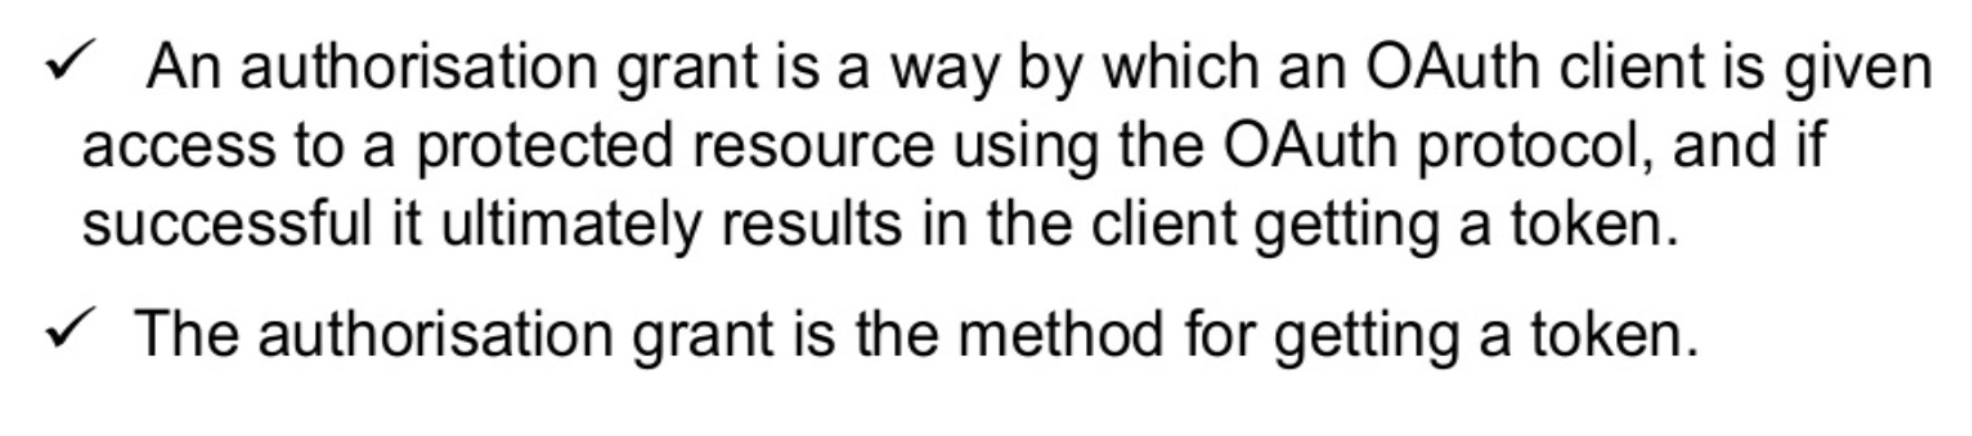 ✓ An authorisation grant is a way by which an OAuth client is given
access to a protected resource using the OAuth protocol, and if
successful it ultimately results in the client getting a token.
✓ The authorisation grant is the method for getting a token.